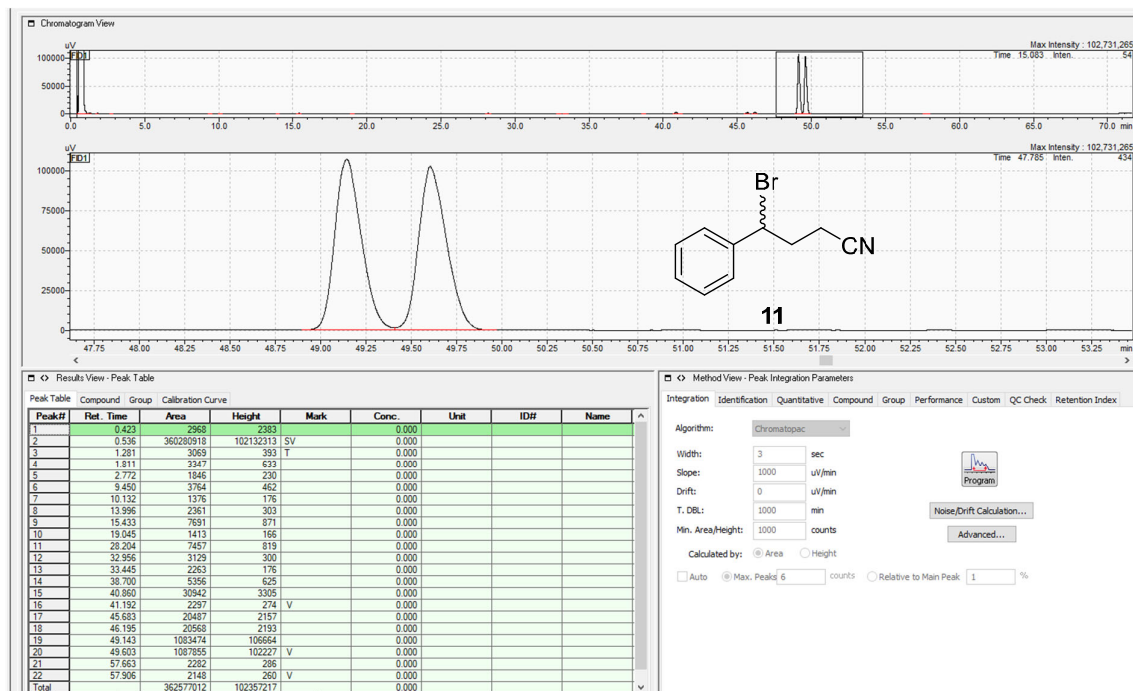 Chromatogram View
uV
Max Intensity : 102,731,265
FID1
Time 15.083 Inten. 54
100000
50000
0
0.0 5.0 10.0 15.0 20.0 25.0 30.0 35.0 40.0 45.0 50.0 55.0 60.0 65.0 70.0 min
uV
Max Intensity : 102,731,265
FID1
Time 47.785 Inten. 434
100000
75000
50000
25000
0
Br
CN
11
47.75 48.00 48.25 48.50 48.75 49.00 49.25 49.50 49.75 50.00 50.25 50.50 50.75 51.00 51.25 51.50 51.75 52.00 52.25 52.50 52.75 53.00 53.25 min
Results View - Peak Table
Peak Table Compound Group Calibration Curve
Peak# Ret. Time Area Height Mark Conc. Unit ID# Name
1 0.423 2968 2383 0.000
2 0.536 360280918 102132313 SV 0.000
3 1.281 3069 393 T 0.000
4 1.811 3347 633 0.000
5 2.772 1846 230 0.000
6 9.450 3764 462 0.000
7 10.132 1376 176 0.000
8 13.996 2361 303 0.000
9 15.433 7691 871 0.000
10 19.045 1413 166 0.000
11 28.204 7457 819 0.000
12 32.956 3129 300 0.000
13 33.445 2263 176 0.000
14 38.700 5356 625 0.000
15 40.860 30942 3305 0.000
16 41.192 2297 274 V 0.000
17 45.683 20487 2157 0.000
18 46.195 20568 2193 0.000
19 49.143 1083474 106664 0.000
20 49.603 1087855 102227 V 0.000
21 57.663 2282 286 0.000
22 57.906 2148 260 V 0.000
Total 362577012 102357217 0.000
Method View - Peak Integration Parameters
Integration Identification Quantitative Compound Group Performance Custom QC Check Retention Index
Algorithm: Chromatopac
Width: 3 sec
Slope: 1000 uV/min
Drift: 0 uV/min
T. DBL: 1000 min
Min. Area/Height: 1000 counts
Program
Noise/Drift Calculation...
Advanced...
Calculated by: Area Height
Auto Max. Peaks 6 counts Relative to Main Peak 1 %